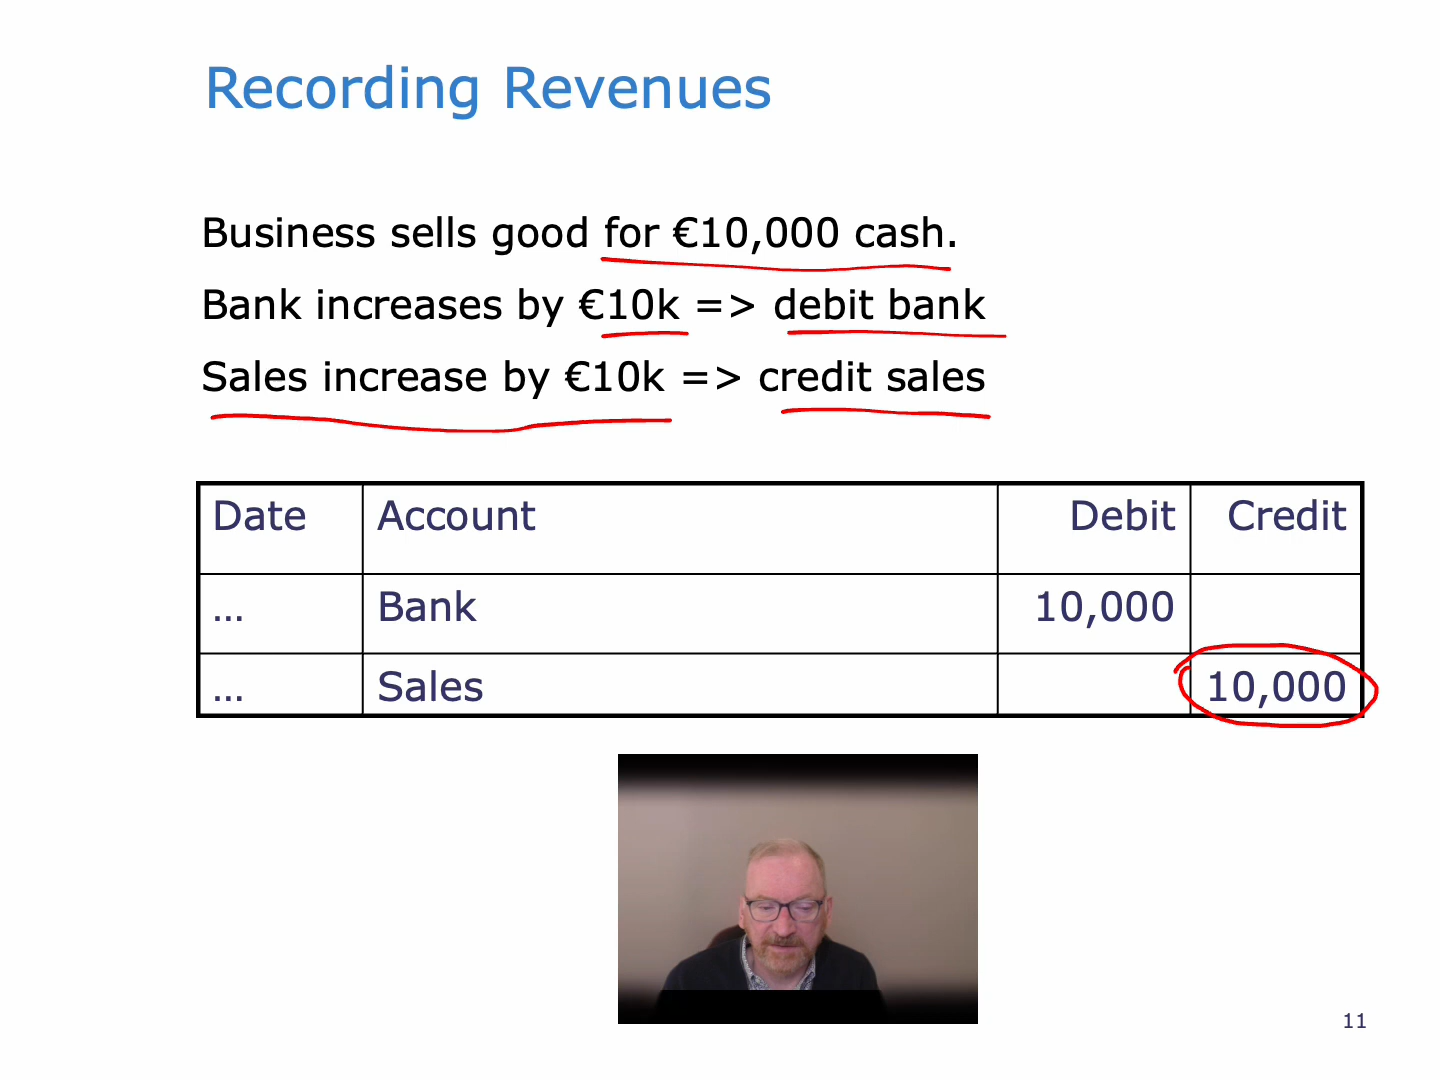 Recording Revenues
Business sells good for €10,000 cash.
Bank increases by €10k => debit bank
Sales increase by €10k => credit sales
Date Account Debit Credit
... Bank 10,000
... Sales 10,000
11